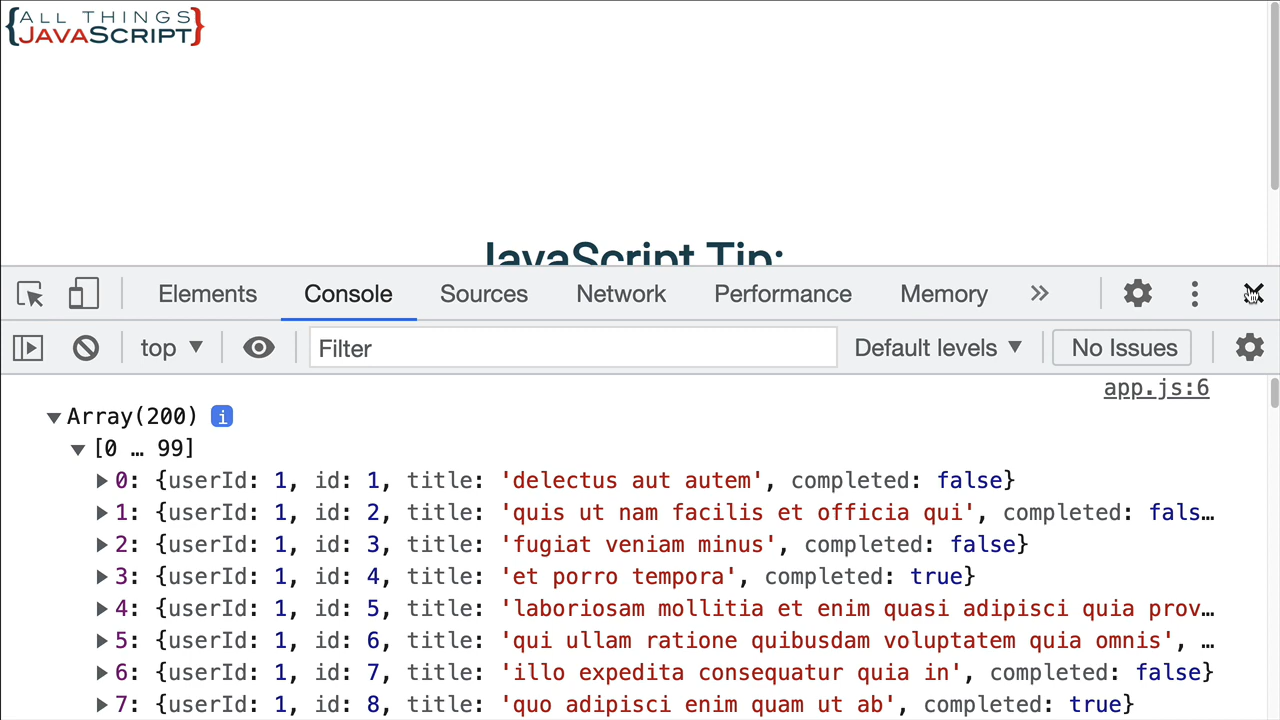 {ALL THINGS
JAVASCRIPT}
JavaScript Tip:
Elements Console Sources Network Performance Memory »
top ▼ Filter Default levels ▼ No Issues
app.js:6
▼ Array(200) i
▼ [0 … 99]
▶ 0: {userId: 1, id: 1, title: 'delectus aut autem', completed: false}
▶ 1: {userId: 1, id: 2, title: 'quis ut nam facilis et officia qui', completed: fals…
▶ 2: {userId: 1, id: 3, title: 'fugiat veniam minus', completed: false}
▶ 3: {userId: 1, id: 4, title: 'et porro tempora', completed: true}
▶ 4: {userId: 1, id: 5, title: 'laboriosam mollitia et enim quasi adipisci quia prov…
▶ 5: {userId: 1, id: 6, title: 'qui ullam ratione quibusdam voluptatem quia omnis', …
▶ 6: {userId: 1, id: 7, title: 'illo expedita consequatur quia in', completed: false}
▶ 7: {userId: 1, id: 8, title: 'quo adipisci enim quam ut ab', completed: true}